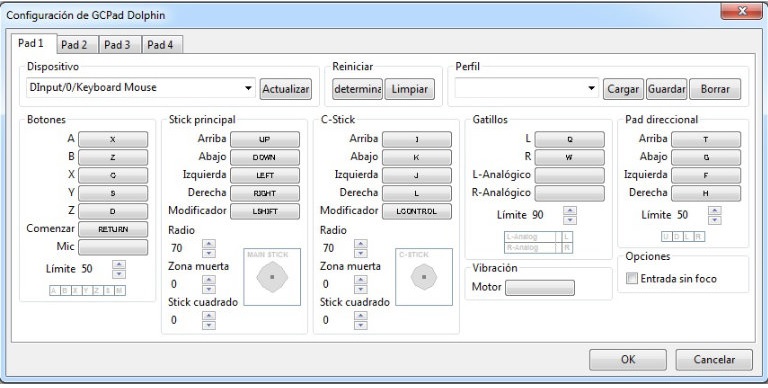 Configuración de GCPad Dolphin
Pad 1 Pad 2 Pad 3 Pad 4
Dispositivo
DInput/0/Keyboard Mouse
Actualizar
Reiniciar
determina Limpiar
Perfil
Cargar Guardar Borrar
Botones
A X
B Z
X C
Y S
Z D
Comenzar RETURN
Mic
Límite 50
A B X Y Z S M
Stick principal
Arriba UP
Abajo DOWN
Izquierda LEFT
Derecha RIGHT
Modificador LSHIFT
Radio
70
MAIN STICK
Zona muerta
0
Stick cuadrado
0
C-Stick
Arriba I
Abajo K
Izquierda J
Derecha L
Modificador LCONTROL
Radio
70
C-STICK
Zona muerta
0
Stick cuadrado
0
Gatillos
L Q
R W
L-Analógico
R-Analógico
Límite 90
L-Analog L
R-Analog R
Vibración
Motor
Pad direccional
Arriba T
Abajo G
Izquierda F
Derecha H
Límite 50
U D L R
Opciones
Entrada sin foco
OK Cancelar